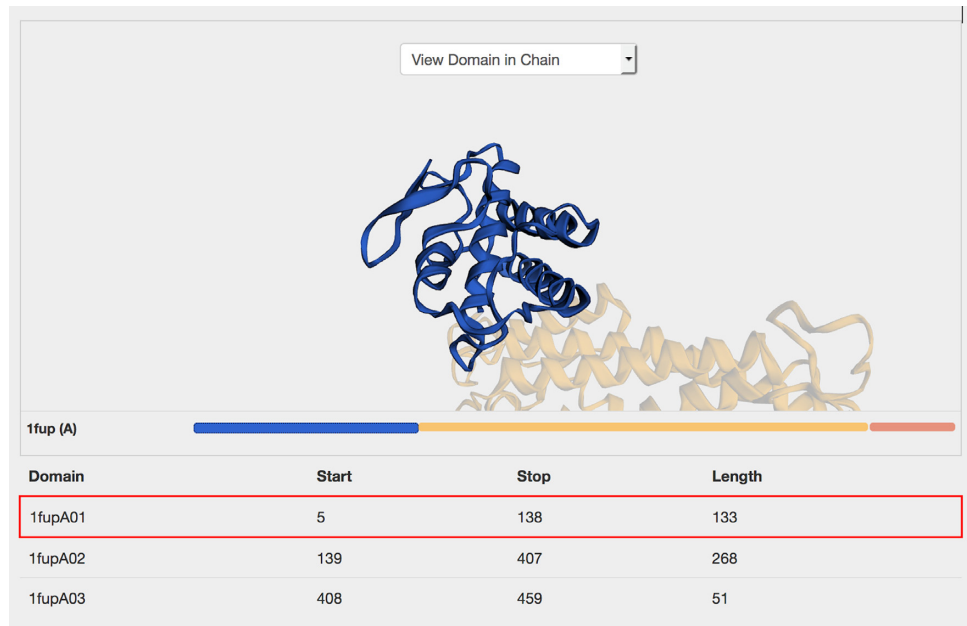 View Domain in Chain
1fup (A)
Domain Start Stop Length
1fupA01 5 138 133
1fupA02 139 407 268
1fupA03 408 459 51